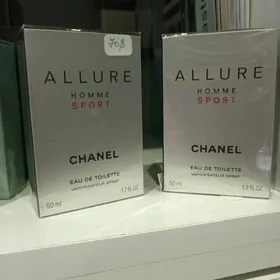 ALLURE
HOMME
SPORT
CHANEL
EAU DE TOILETTE
VAPORISATEUR SPRAY
50 ml
1.7 FL.OZ
ALLURE
HOMME
SPORT
CHANEL
EAU DE TOILETTE
VAPORISATEUR SPRAY
50 ml
1.7 FL.OZ